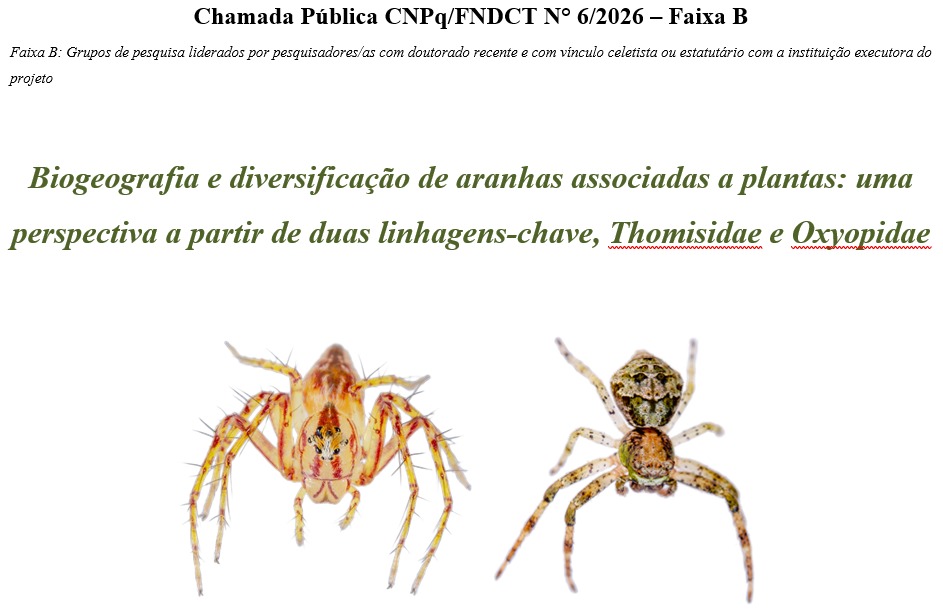 Chamada Pública CNPq/FNDCT N° 6/2026 – Faixa B
Faixa B: Grupos de pesquisa liderados por pesquisadores/as com doutorado recente e com vínculo celetista ou estatutário com a instituição executora do
projeto
Biogeografia e diversificação de aranhas associadas a plantas: uma
perspectiva a partir de duas linhagens-chave, Thomisidae e Oxyopidae